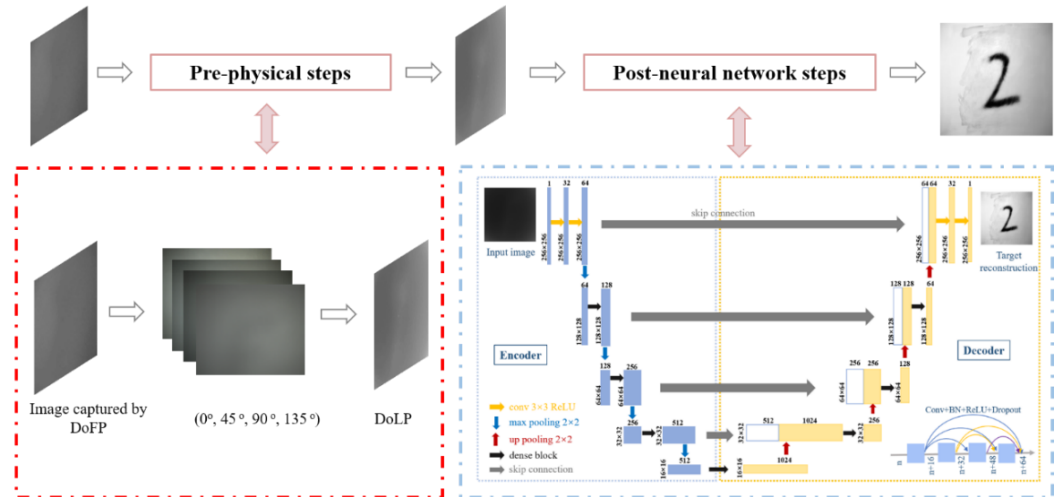 Pre-physical steps
Post-neural network steps
2
Image captured by
DoFP
(0°, 45°, 90°, 135°)
DoLP
Input image
1
32
64
256×256
256×256
256×256
skip connection
64 64
32
1
256×256
256×256
256×256
2
Target
reconstruction
64
128
128×128
128×128
128 128
64
128×128
128×128
Encoder
Decoder
128
256
64×64
64×64
256
256
128
64×64
64×64
conv 3×3 ReLU
max pooling 2×2
up pooling 2×2
dense block
skip connection
256
512
32×32
32×32
512
1024
256
32×32
32×32
512
16×16
1024
16×16
Conv+BN+ReLU+Dropout
n
n+16
n+32
n+48
n+64